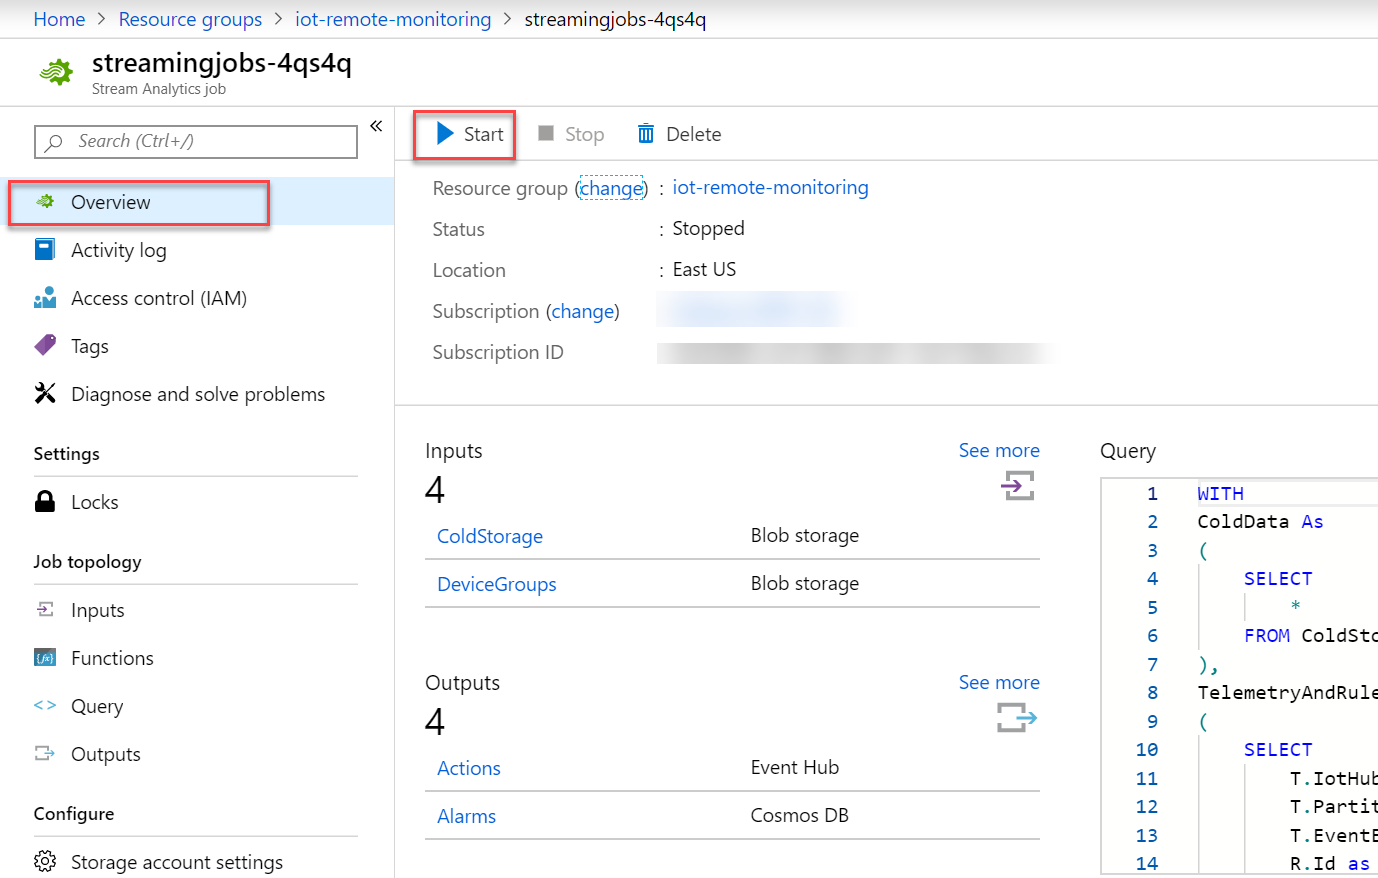 Home > Resource groups > iot-remote-monitoring > streamingjobs-4qs4q
streamingjobs-4qs4q
Stream Analytics job
Search (Ctrl+/)
«
Overview
Activity log
Access control (IAM)
Tags
Diagnose and solve problems
Settings
Locks
Job topology
Inputs
Functions
Query
Outputs
Configure
Storage account settings
Start Stop Delete
Resource group (change) : iot-remote-monitoring
Status : Stopped
Location : East US
Subscription (change)
Subscription ID
Inputs See more
4
ColdStorage Blob storage
DeviceGroups Blob storage
Outputs See more
4
Actions Event Hub
Alarms Cosmos DB
Query
1 WITH
2 ColdData As
3 (
4 SELECT
5 *
6 FROM ColdSto
7 ),
8 TelemetryAndRule
9 (
10 SELECT
11 T.IotHub
12 T.Partit
13 T.EventE
14 R.Id as